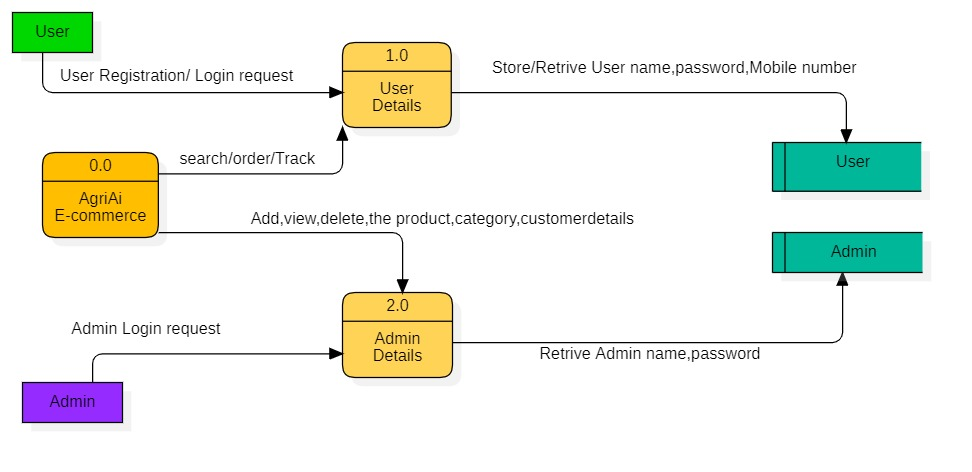 User
User Registration/ Login request
1.0
User
Details
Store/Retrive User name,password,Mobile number
User
0.0
AgriAi
E-commerce
search/order/Track
Add,view,delete,the product,category,customerdetails
Admin
2.0
Admin
Details
Admin Login request
Retrive Admin name,password
Admin